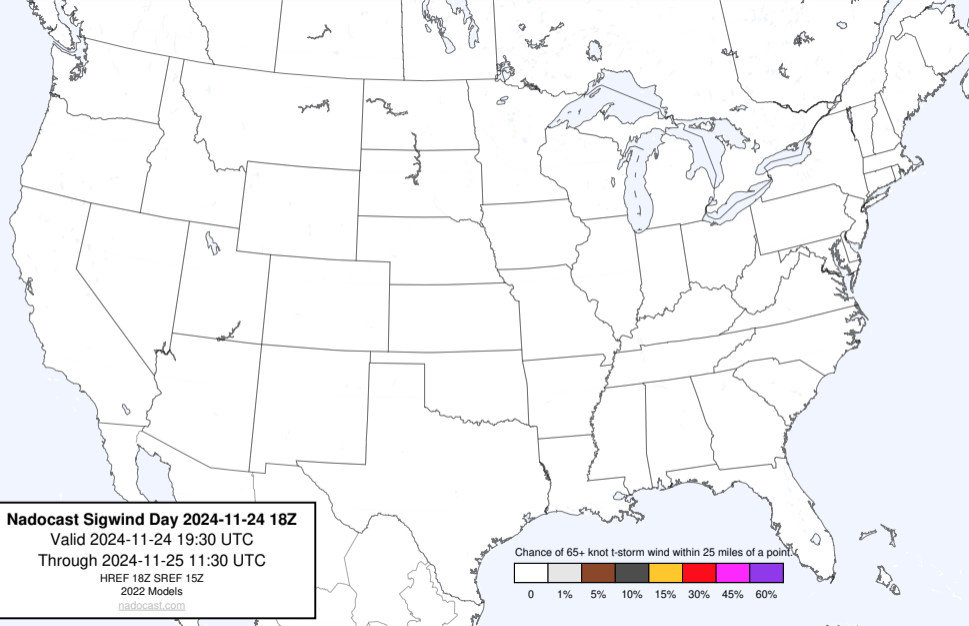 Nadocast Sigwind Day 2024-11-24 18Z
Valid 2024-11-24 19:30 UTC
Through 2024-11-25 11:30 UTC
HREF 18Z SREF 15Z
2022 Models
nadocast.com
Chance of 65+ knot t-storm wind within 25 miles of a point.
0 1% 5% 10% 15% 30% 45% 60%